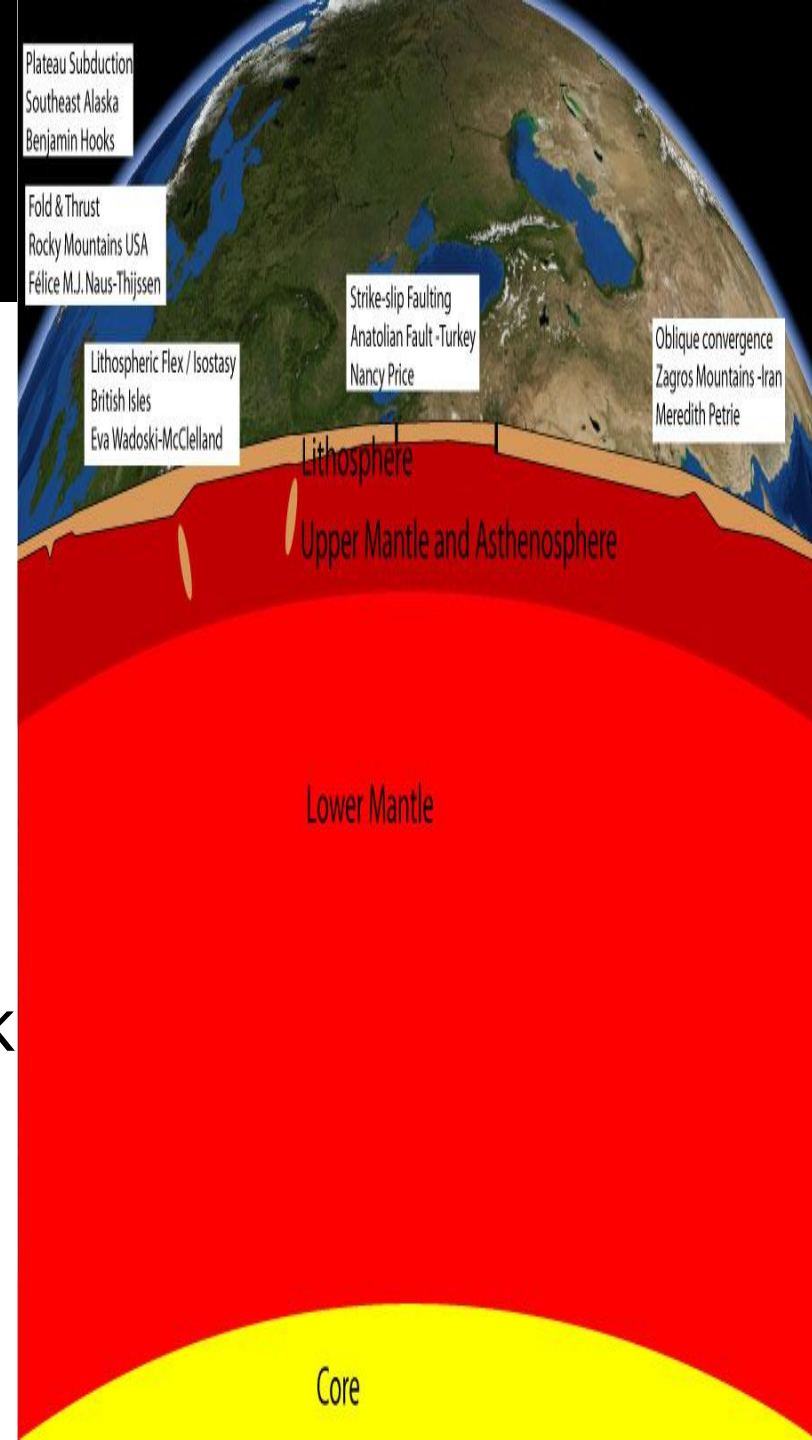 Plateau Subduction
Southeast Alaska
Benjamin Hooks
Fold & Thrust
Rocky Mountains USA
Félice M.J. Naus-Thijssen
Lithospheric Flex / Isostasy
British Isles
Eva Wadoski-McClelland
Strike-slip Faulting
Anatolian Fault -Turkey
Nancy Price
Oblique convergence
Zagros Mountains -Iran
Meredith Petrie
Lithosphere
Upper Mantle and Asthenosphere
Lower Mantle
k
Core